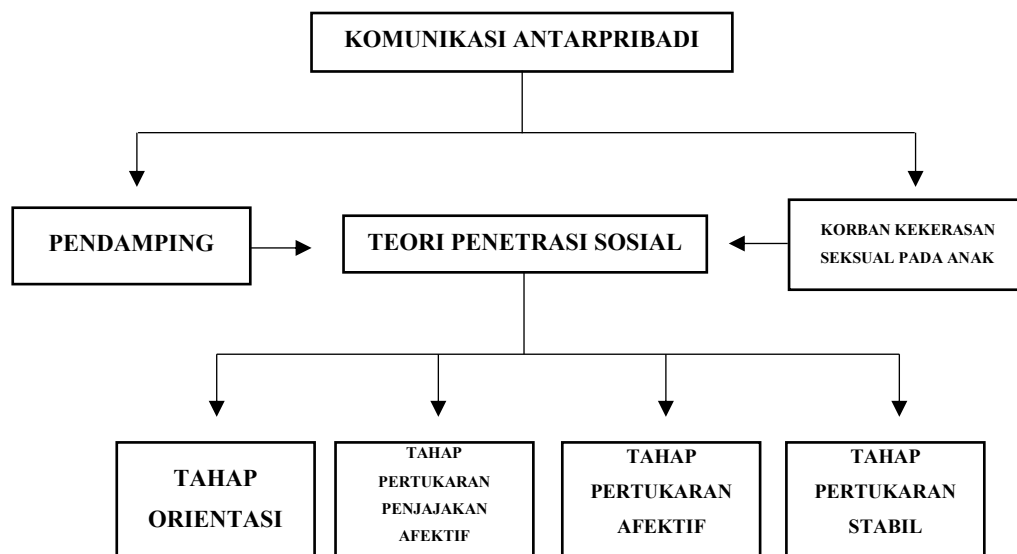 KOMUNIKASI ANTARPRIBADI
PENDAMPING
TEORI PENETRASI SOSIAL
KORBAN KEKERASAN
SEKSUAL PADA ANAK
TAHAP
ORIENTASI
TAHAP
PERTUKARAN
PENJAJAKAN
AFEKTIF
TAHAP
PERTUKARAN
AFEKTIF
TAHAP
PERTUKARAN
STABIL